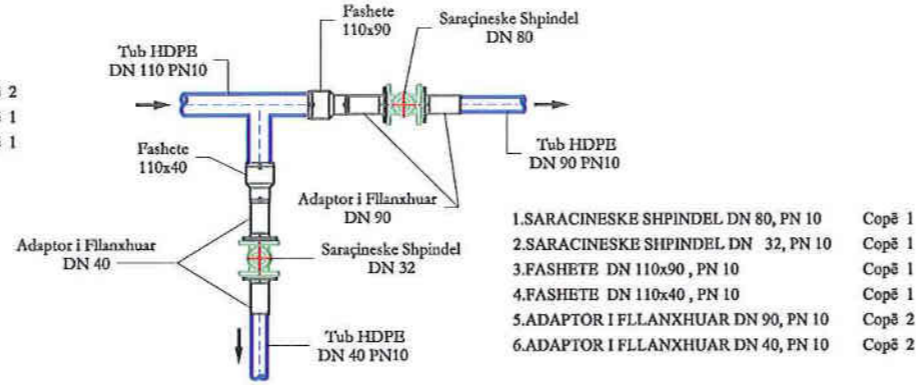 Fashete
110x90
Saraçineske Shpindel
DN 80
Tub HDPE
DN 110 PN10
2
1
1
Fashete
110x40
Tub HDPE
DN 90 PN10
Adaptor i Fllanxhuar
DN 90
Adaptor i Fllanxhuar
DN 40
Saraçineske Shpindel
DN 32
Tub HDPE
DN 40 PN10
1.SARACINESKE SHPINDEL DN 80, PN 10 Copë 1
2.SARACINESKE SHPINDEL DN 32, PN 10 Copë 1
3.FASHETE DN 110x90 , PN 10 Copë 1
4.FASHETE DN 110x40 , PN 10 Copë 1
5.ADAPTOR I FLLANXHUAR DN 90, PN 10 Copë 2
6.ADAPTOR I FLLANXHUAR DN 40, PN 10 Copë 2